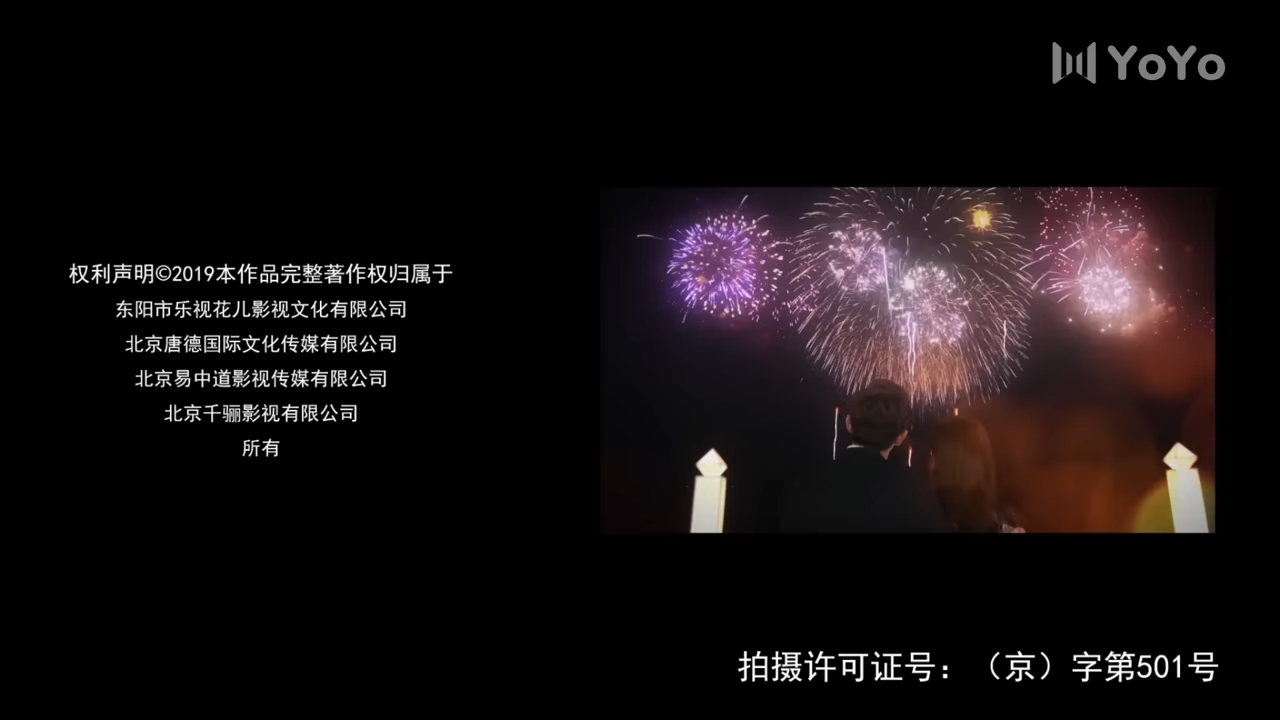 YoYo
权利声明©2019本作品完整著作权归属于
东阳市乐视花儿影视文化有限公司
北京唐德国际文化传媒有限公司
北京易中道影视传媒有限公司
北京千骊影视有限公司
所有
拍摄许可证号：（京）字第501号